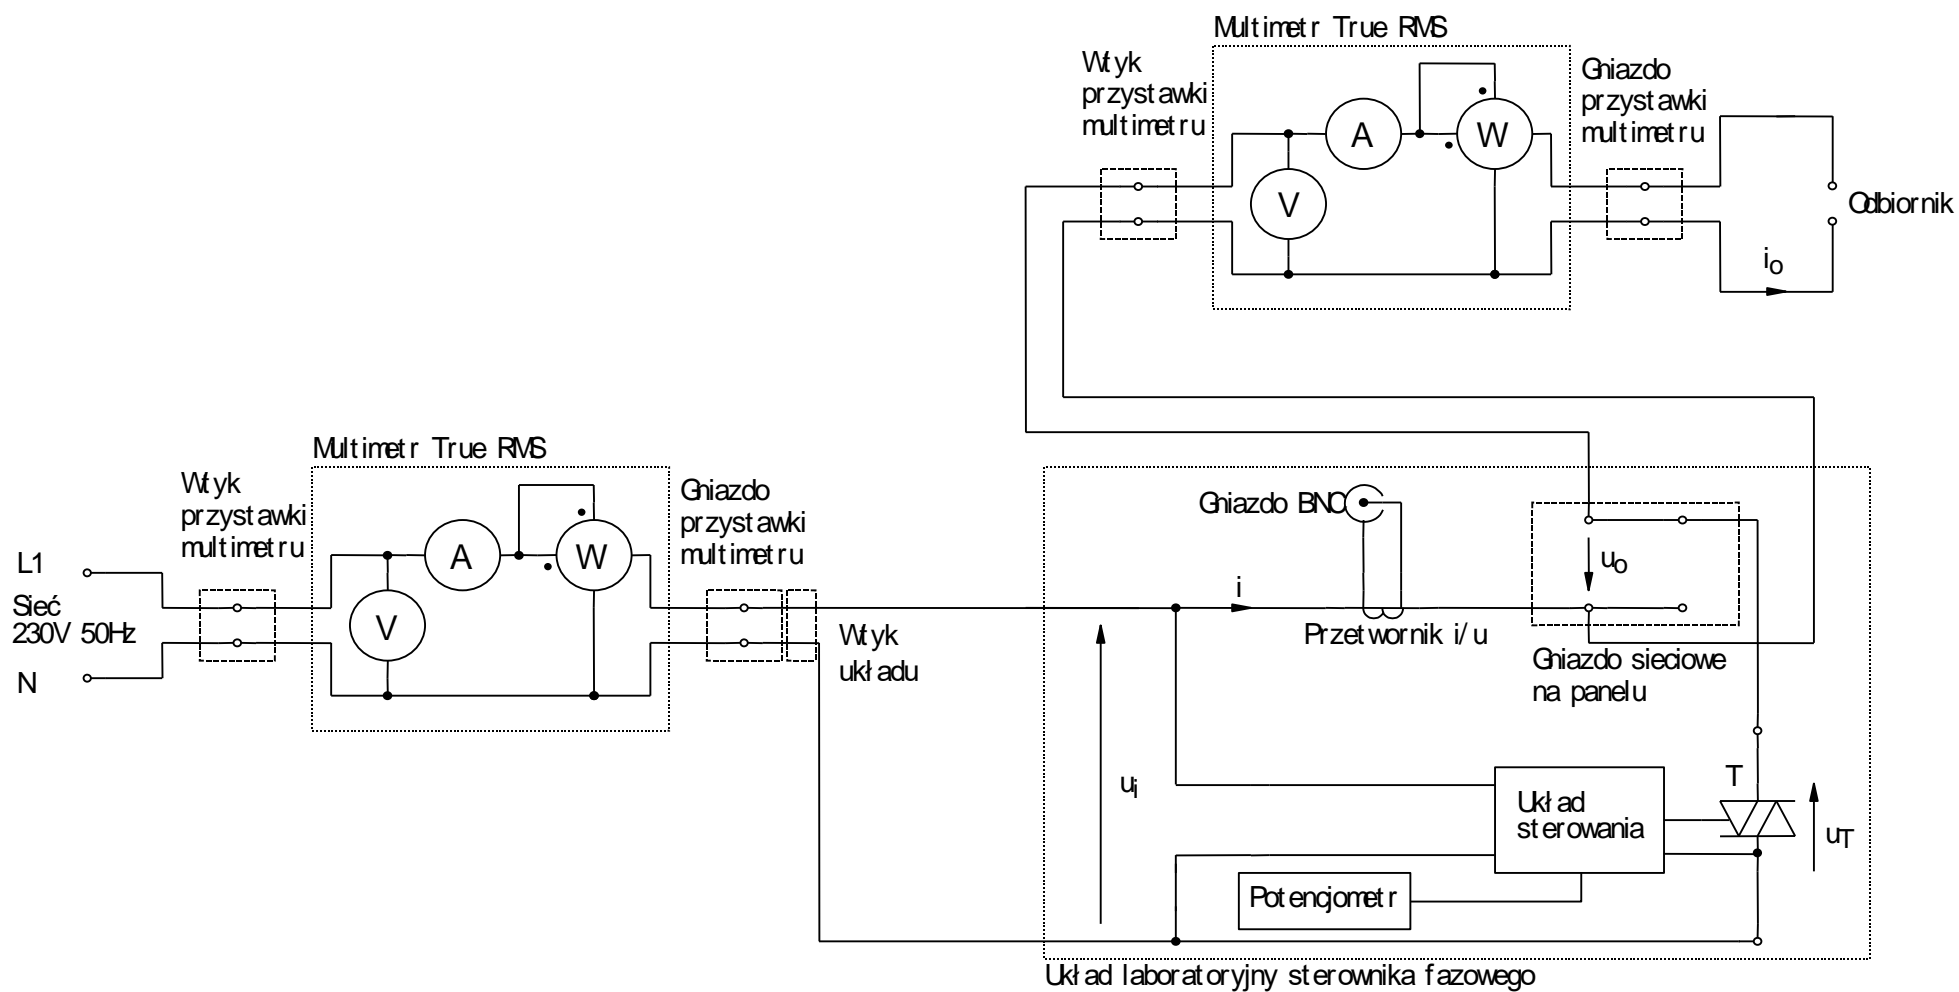 Multimetr True RMS
Wtyk
przystawki
multimetru
A
W
V
Gniazdo
przystawki
multimetru
Odbiornik
io
Multimetr True RMS
Wtyk
przystawki
multimetru
A
W
V
Gniazdo
przystawki
multimetru
L1
Sieć
230V 50Hz
N
Wtyk
układu
Gniazdo BNC
i
Przetwornik i/u
uo
Gniazdo sieciowe
na panelu
ui
Układ
sterowania
T
uT
Potencjometr
Układ laboratoryjny sterownika fazowego